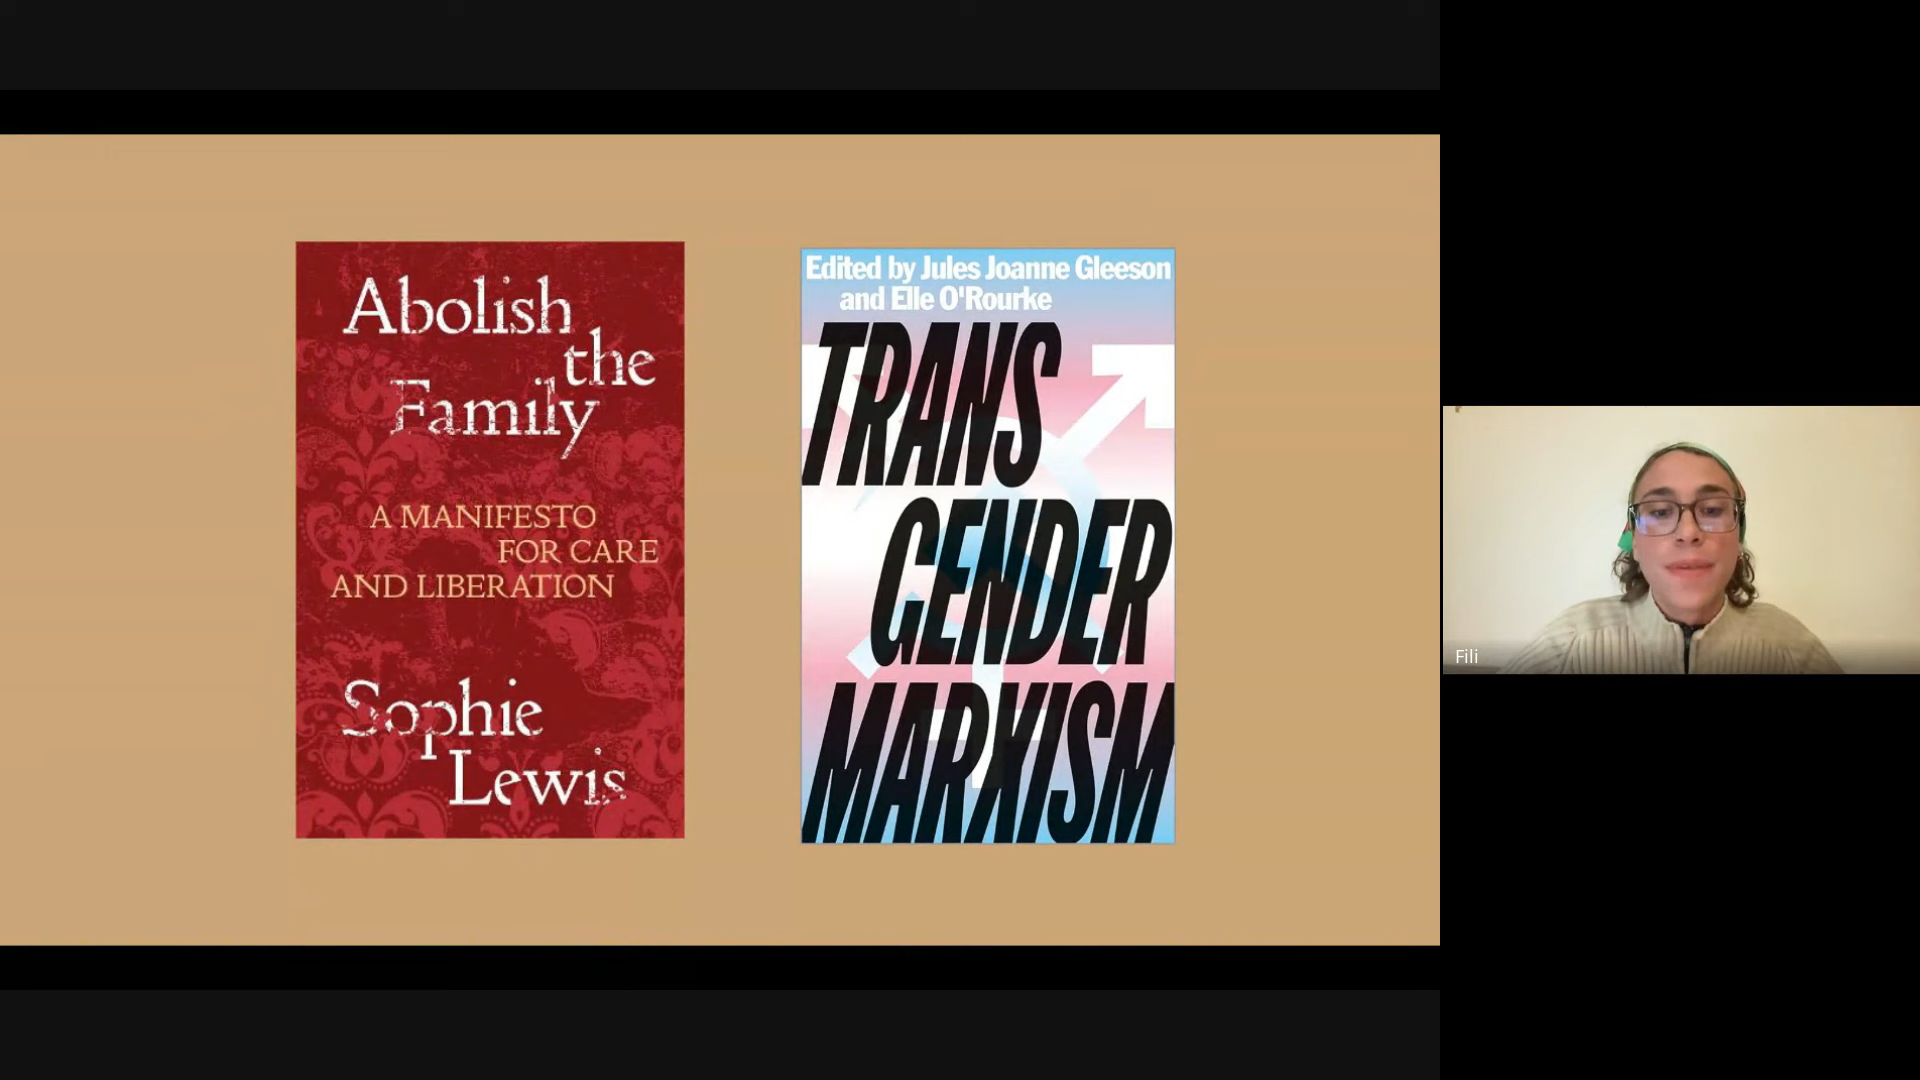 Abolish
the
Family
A MANIFESTO
FOR CARE
AND LIBERATION
Sophie
Lewis
Edited by Jules Joanne Gleeson
and Elle O'Rourke
TRANS
GENDER
MARXISM
Fili